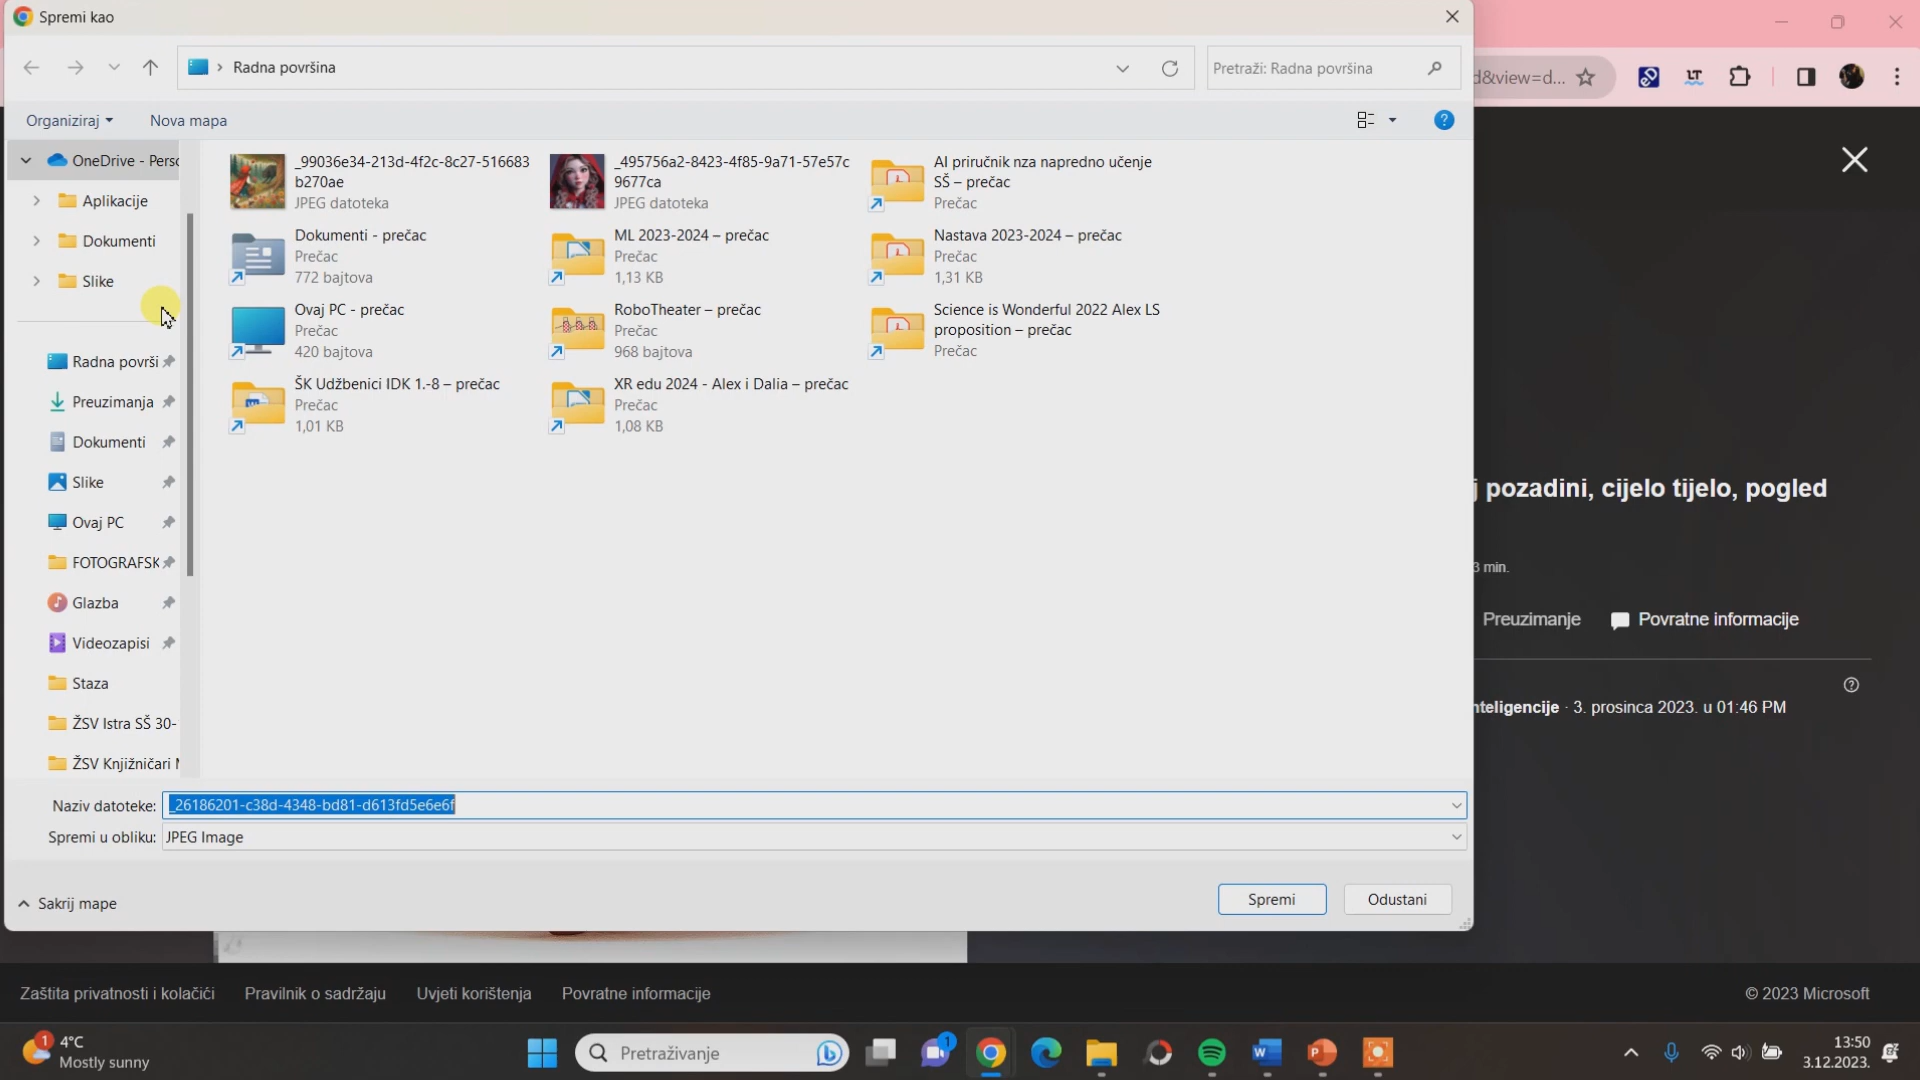 Spremi kao
Radna površina
Pretraži: Radna površina
d&view=d...
Organiziraj
Nova mapa
OneDrive - Perso
Aplikacije
Dokumenti
Slike
Radna površi
Preuzimanja
Dokumenti
Slike
Ovaj PC
FOTOGRAFSK
Glazba
Videozapisi
Staza
ŽSV Istra SŠ 30-
ŽSV Knjižničari
_99036e34-213d-4f2c-8c27-516683
b270ae
JPEG datoteka
_495756a2-8423-4f85-9a71-57e57c
9677ca
JPEG datoteka
AI priručnik nza napredno učenje
SŠ – prečac
Prečac
Dokumenti - prečac
Prečac
772 bajtova
ML 2023-2024 – prečac
Prečac
1,13 KB
Nastava 2023-2024 – prečac
Prečac
1,31 KB
Ovaj PC - prečac
Prečac
420 bajtova
RoboTheater – prečac
Prečac
968 bajtova
Science is Wonderful 2022 Alex LS
proposition – prečac
Prečac
ŠK Udžbenici IDK 1.-8 – prečac
Prečac
1,01 KB
XR edu 2024 - Alex i Dalia – prečac
Prečac
1,08 KB
Naziv datoteke: _26186201-c38d-4348-bd81-d613fd5e6e6f
Spremi u obliku: JPEG Image
Sakrij mape
Spremi
Odustani
j pozadini, cijelo tijelo, pogled
3 min.
Preuzimanje
Povratne informacije
nteligencije · 3. prosinca 2023. u 01:46 PM
Zaštita privatnosti i kolačići
Pravilnik o sadržaju
Uvjeti korištenja
Povratne informacije
© 2023 Microsoft
1
4°C
Mostly sunny
Pretraživanje
1
13:50
3.12.2023.